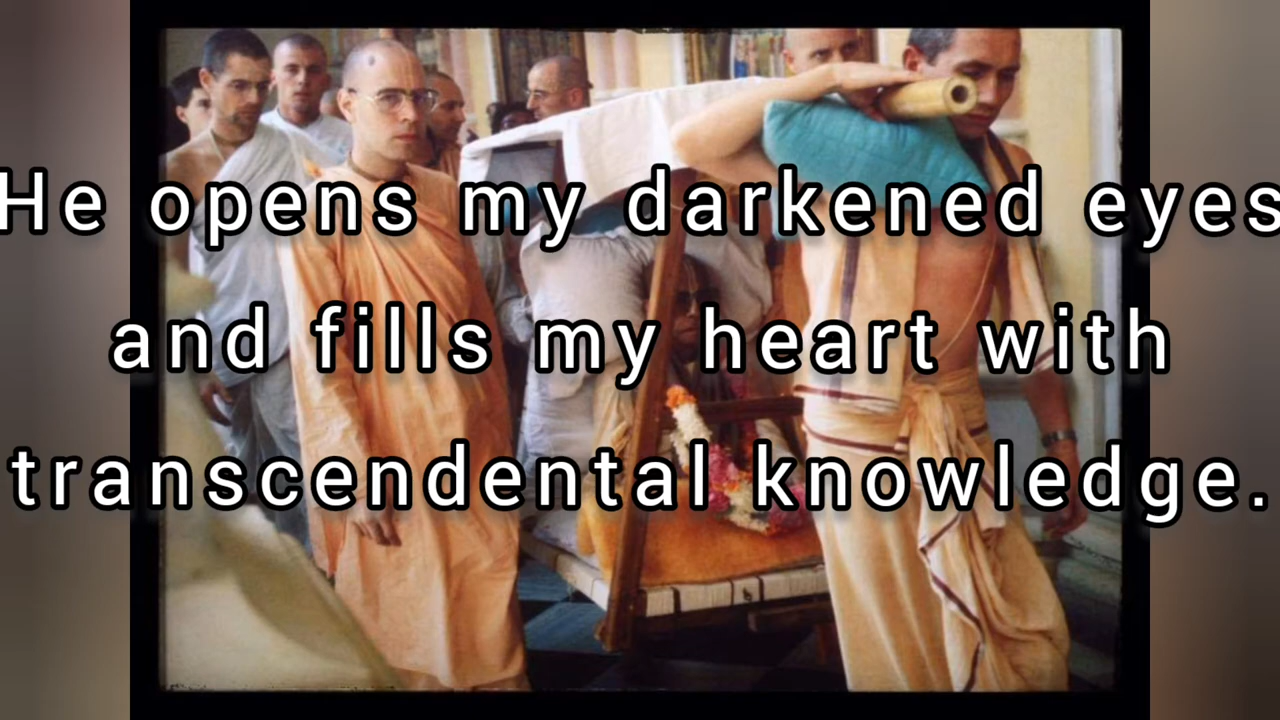 He opens my darkened eyes
and fills my heart with
transcendental knowledge.